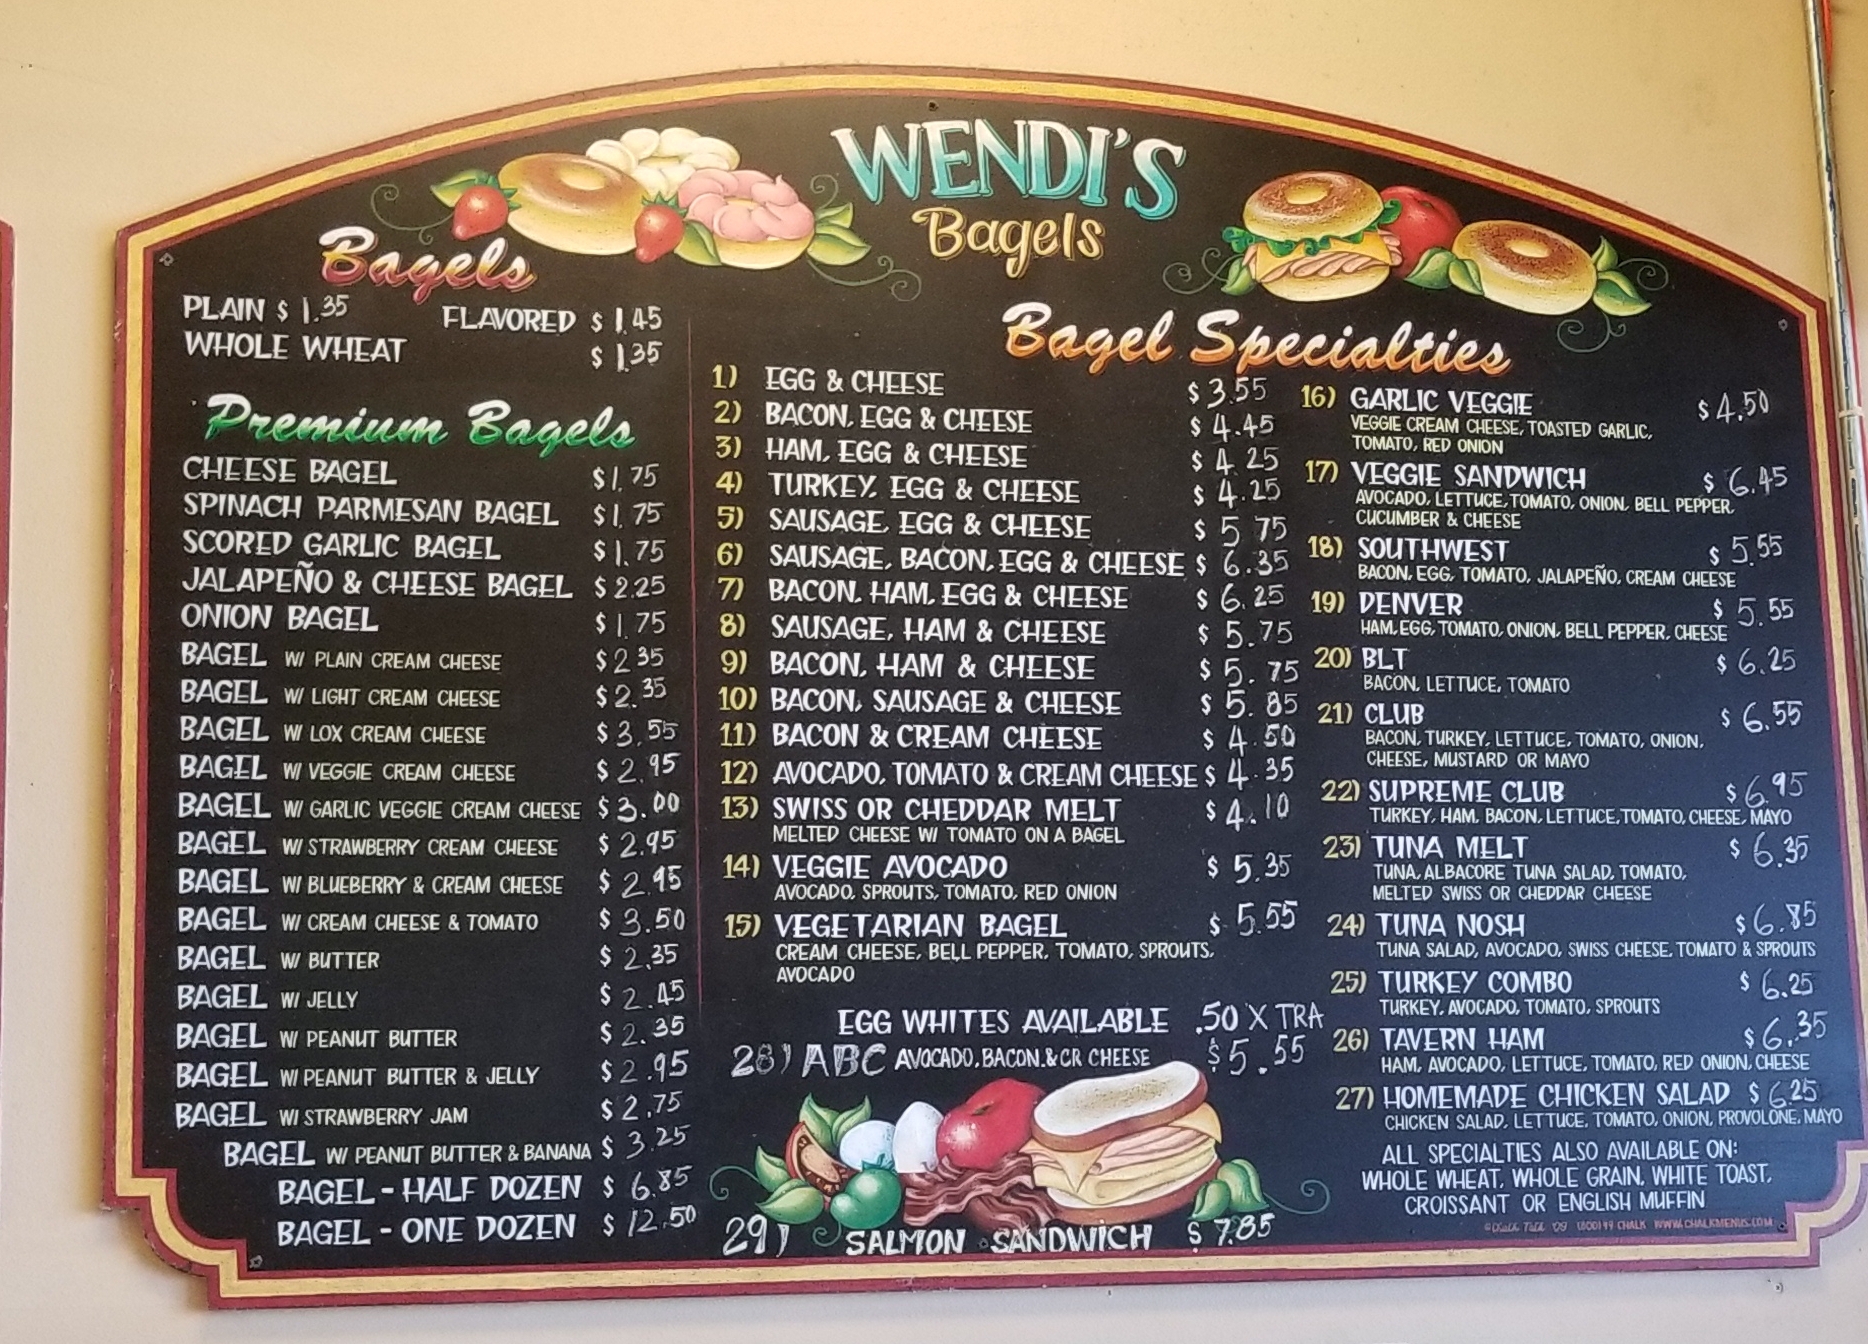 WENDI'S
Bagels
Bagels
PLAIN $ 1.35 FLAVORED $ 1.45
WHOLE WHEAT $ 1.35
Premium Bagels
CHEESE BAGEL $1.75
SPINACH PARMESAN BAGEL $1.75
SCORED GARLIC BAGEL $1.75
JALAPEÑO & CHEESE BAGEL $2.25
ONION BAGEL $1.75
BAGEL W/ PLAIN CREAM CHEESE $2.35
BAGEL W/ LIGHT CREAM CHEESE $2.35
BAGEL W/ LOX CREAM CHEESE $3.55
BAGEL W/ VEGGIE CREAM CHEESE $2.95
BAGEL W/ GARLIC VEGGIE CREAM CHEESE $3.00
BAGEL W/ STRAWBERRY CREAM CHEESE $2.95
BAGEL W/ BLUEBERRY & CREAM CHEESE $2.95
BAGEL W/ CREAM CHEESE & TOMATO $3.50
BAGEL W/ BUTTER $2.35
BAGEL W/ JELLY $2.45
BAGEL W/ PEANUT BUTTER $2.35
BAGEL W/ PEANUT BUTTER & JELLY $2.95
BAGEL W/ STRAWBERRY JAM $2.75
BAGEL W/ PEANUT BUTTER & BANANA $3.25
BAGEL - HALF DOZEN $6.85
BAGEL - ONE DOZEN $12.50
Bagel Specialties
1) EGG & CHEESE $3.55
2) BACON, EGG & CHEESE $4.45
3) HAM, EGG & CHEESE $4.25
4) TURKEY, EGG & CHEESE $4.25
5) SAUSAGE, EGG & CHEESE $5.75
6) SAUSAGE, BACON, EGG & CHEESE $6.35
7) BACON, HAM, EGG & CHEESE $6.25
8) SAUSAGE, HAM & CHEESE $5.75
9) BACON, HAM & CHEESE $5.75
10) BACON, SAUSAGE & CHEESE $5.85
11) BACON & CREAM CHEESE $4.50
12) AVOCADO, TOMATO & CREAM CHEESE $4.35
13) SWISS OR CHEDDAR MELT $4.10
MELTED CHEESE W/ TOMATO ON A BAGEL
14) VEGGIE AVOCADO $5.35
AVOCADO, SPROUTS, TOMATO, RED ONION
15) VEGETARIAN BAGEL $5.55
CREAM CHEESE, BELL PEPPER, TOMATO, SPROUTS,
AVOCADO
EGG WHITES AVAILABLE .50 X TRA
28) ABC AVOCADO, BACON & CR CHEESE $5.55
29) SALMON SANDWICH $7.85
16) GARLIC VEGGIE $4.50
VEGGIE CREAM CHEESE, TOASTED GARLIC,
TOMATO, RED ONION
17) VEGGIE SANDWICH $6.45
AVOCADO, LETTUCE, TOMATO, ONION, BELL PEPPER,
CUCUMBER & CHEESE
18) SOUTHWEST $5.55
BACON, EGG, TOMATO, JALAPEÑO, CREAM CHEESE
19) DENVER $5.55
HAM, EGG, TOMATO, ONION, BELL PEPPER, CHEESE
20) BLT $6.25
BACON, LETTUCE, TOMATO
21) CLUB $6.55
BACON, TURKEY, LETTUCE, TOMATO, ONION,
CHEESE, MUSTARD OR MAYO
22) SUPREME CLUB $6.95
TURKEY, HAM, BACON, LETTUCE, TOMATO, CHEESE, MAYO
23) TUNA MELT $6.35
TUNA, ALBACORE TUNA SALAD, TOMATO,
MELTED SWISS OR CHEDDAR CHEESE
24) TUNA NOSH $6.85
TUNA SALAD, AVOCADO, SWISS CHEESE, TOMATO & SPROUTS
25) TURKEY COMBO $6.25
TURKEY, AVOCADO, TOMATO, SPROUTS
26) TAVERN HAM $6.35
HAM, AVOCADO, LETTUCE, TOMATO, RED ONION, CHEESE
27) HOMEMADE CHICKEN SALAD $6.25
CHICKEN SALAD, LETTUCE, TOMATO, ONION, PROVOLONE, MAYO
ALL SPECIALTIES ALSO AVAILABLE ON:
WHOLE WHEAT, WHOLE GRAIN, WHITE TOAST,
CROISSANT OR ENGLISH MUFFIN
CHALK WWW.CHALKMENUS.COM